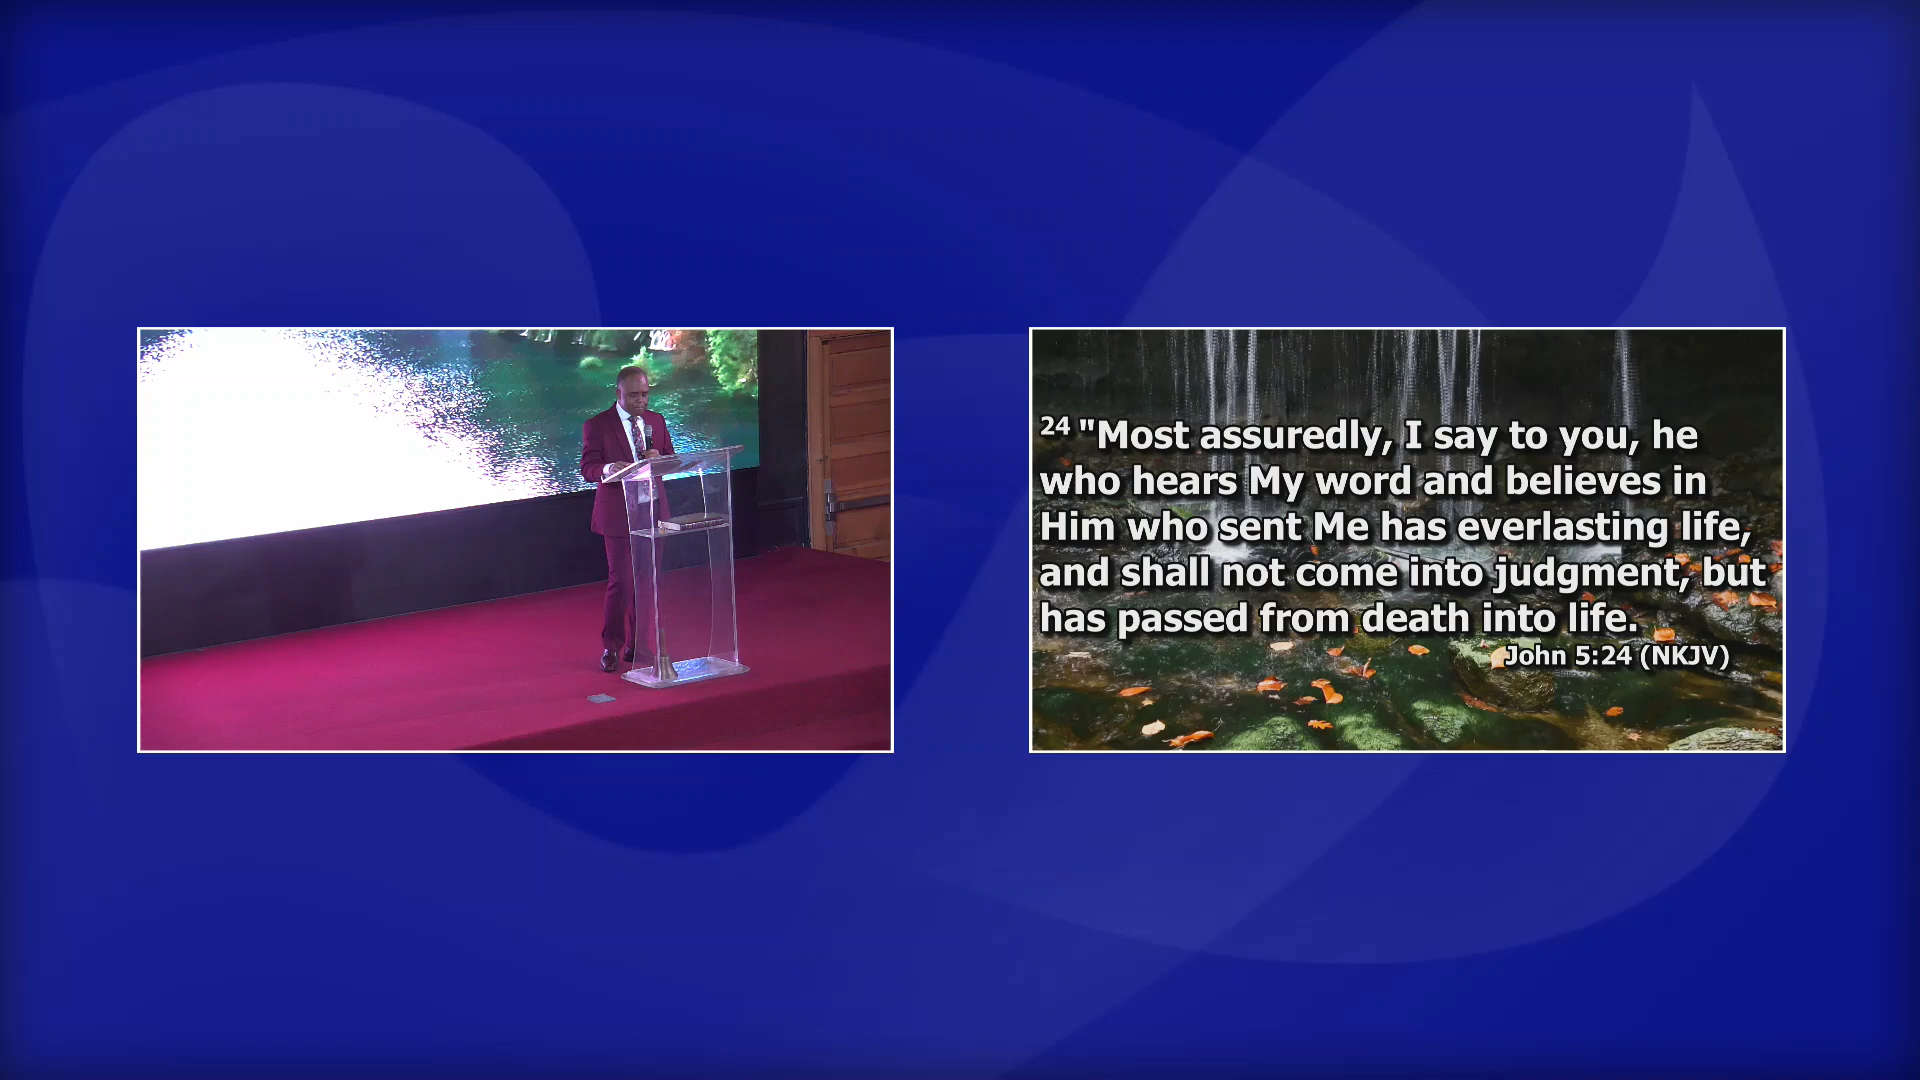 24 "Most assuredly, I say to you, he
who hears My word and believes in
Him who sent Me has everlasting life,
and shall not come into judgment, but
has passed from death into life.
John 5:24 (NKJV)